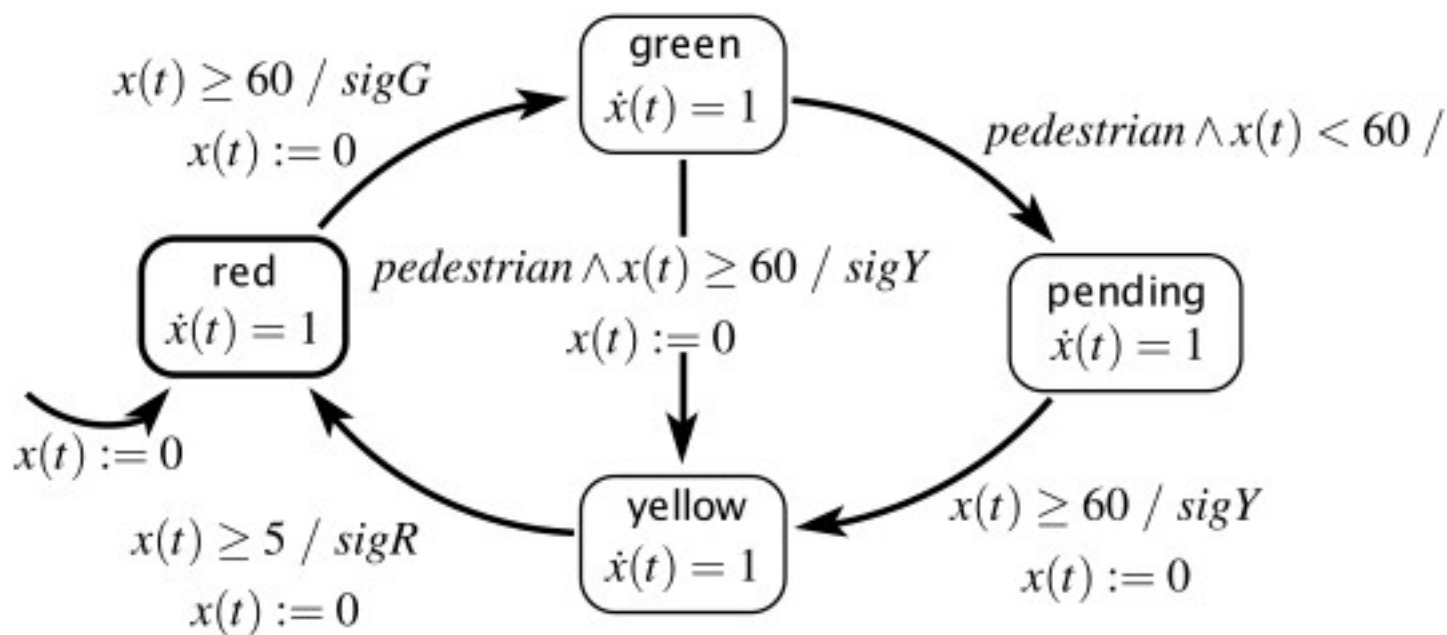 green
ẋ(t) = 1
x(t) ≥ 60 / sigG
x(t) := 0
pedestrian ∧ x(t) < 60 /
red
ẋ(t) = 1
pedestrian ∧ x(t) ≥ 60 / sigY
x(t) := 0
pending
ẋ(t) = 1
x(t) := 0
yellow
ẋ(t) = 1
x(t) ≥ 60 / sigY
x(t) := 0
x(t) ≥ 5 / sigR
x(t) := 0